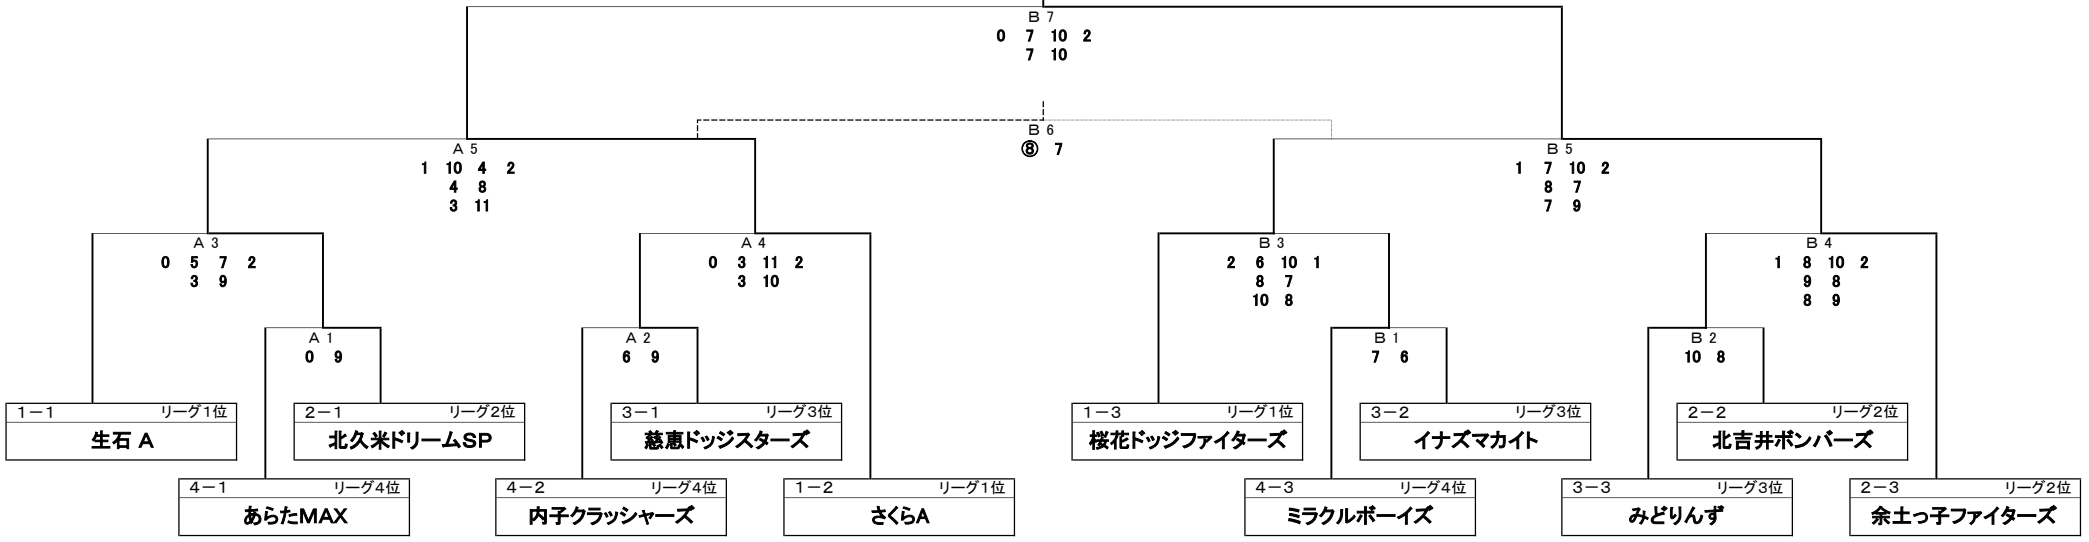 B 7
0 7 10 2
7 10
B 6
⑧ 7
A 5
1 10 4 2
4 8
3 11
B 5
1 7 10 2
8 7
7 9
A 3
0 5 7 2
3 9
A 4
0 3 11 2
3 10
B 3
2 6 10 1
8 7
10 8
B 4
1 8 10 2
9 8
8 9
A 1
0 9
A 2
6 9
B 1
7 6
B 2
10 8
1－1 リーグ1位
生石 A
2－1 リーグ2位
北久米ドリームSP
3－1 リーグ3位
慈恵ドッジスターズ
1－3 リーグ1位
桜花ドッジファイターズ
3－2 リーグ3位
イナズマカイト
2－2 リーグ2位
北吉井ボンバーズ
4－1 リーグ4位
あらたMAX
4－2 リーグ4位
内子クラッシャーズ
1－2 リーグ1位
さくらA
4－3 リーグ4位
ミラクルボーイズ
3－3 リーグ3位
みどりんず
2－3 リーグ2位
余土っ子ファイターズ